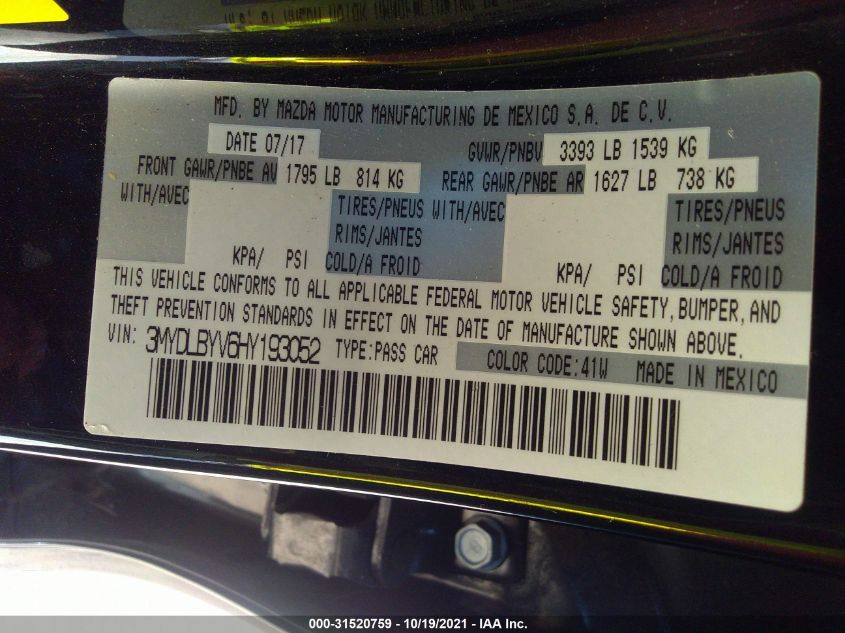 MFD. BY MAZDA MOTOR MANUFACTURING DE MEXICO S.A. DE C.V.
DATE 07/17 GVWR/PNBV 3393 LB 1539 KG
FRONT GAWR/PNBE AV 1795 LB 814 KG REAR GAWR/PNBE AR 1627 LB 738 KG
WITH/AVEC TIRES/PNEUS WITH/AVEC TIRES/PNEUS
RIMS/JANTES RIMS/JANTES
KPA/ PSI COLD/A FROID KPA/ PSI COLD/A FROID
THIS VEHICLE CONFORMS TO ALL APPLICABLE FEDERAL MOTOR VEHICLE SAFETY, BUMPER, AND
THEFT PREVENTION STANDARDS IN EFFECT ON THE DATE OF MANUFACTURE SHOWN ABOVE.
VIN: 3MYDLBYV6HY193052 TYPE:PASS CAR COLOR CODE:41W MADE IN MEXICO
000-31520759 - 10/19/2021 - IAA Inc.